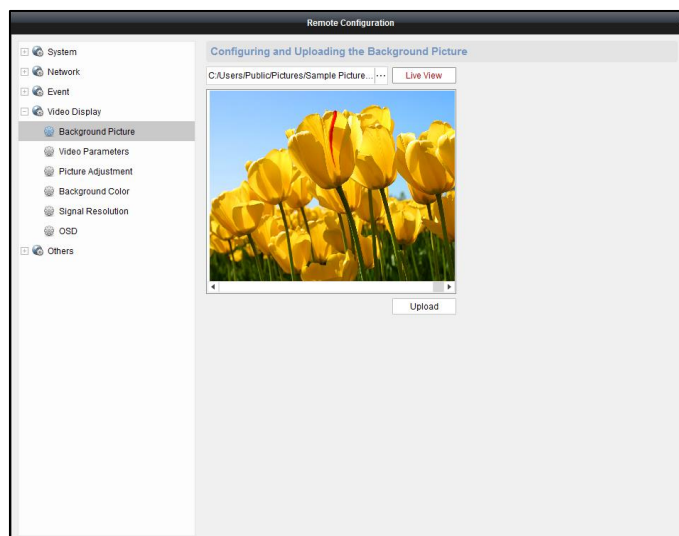 Remote Configuration
System
Network
Event
Video Display
Background Picture
Video Parameters
Picture Adjustment
Background Color
Signal Resolution
OSD
Others
Configuring and Uploading the Background Picture
C:/Users/Public/Pictures/Sample Picture... ... Live View
Upload